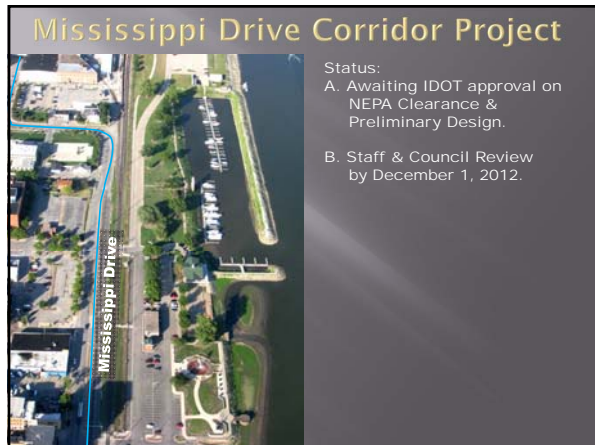 Mississippi Drive Corridor Project
Status:
A. Awaiting IDOT approval on
NEPA Clearance &
Preliminary Design.
B. Staff & Council Review
by December 1, 2012.
Mississippi Drive